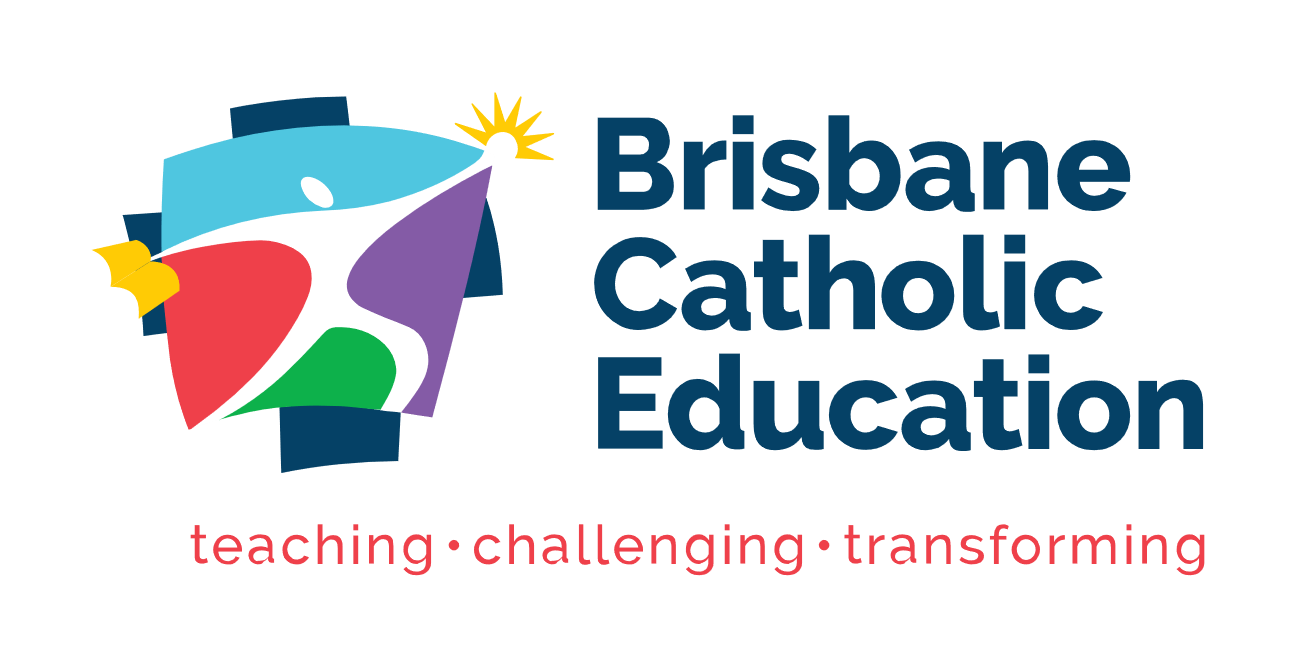 Brisbane
Catholic
Education
teaching • challenging • transforming